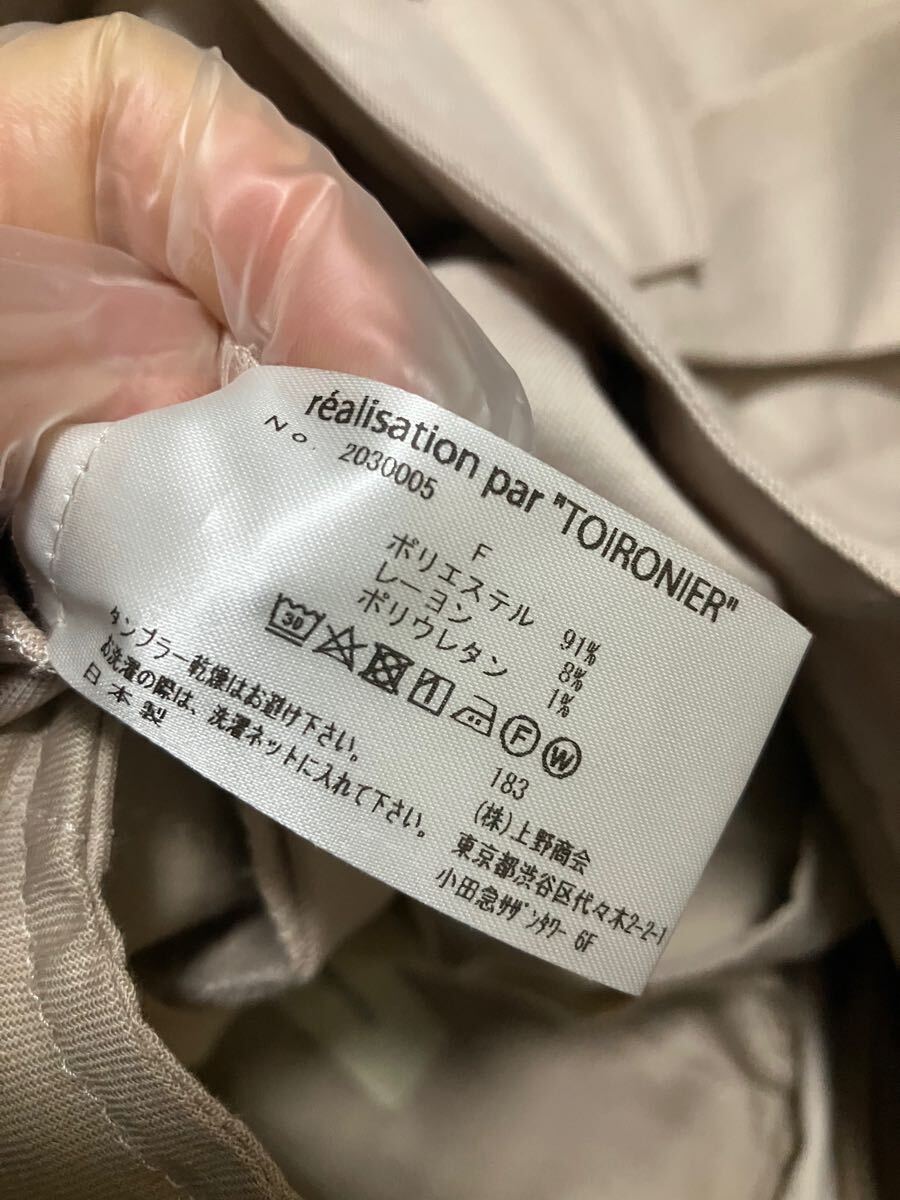 réalisation par "TOIRONIER"
No. 2030005
F
ポリエステル 91%
レーヨン 8%
ポリウレタン 1%
30
F W
タンブラー乾燥はお避け下さい。
お洗濯の際は、洗濯ネットに入れて下さい。
日本製
183
(株)上野商会
東京都渋谷区代々木2-2-1
小田急サザンタワー 6F